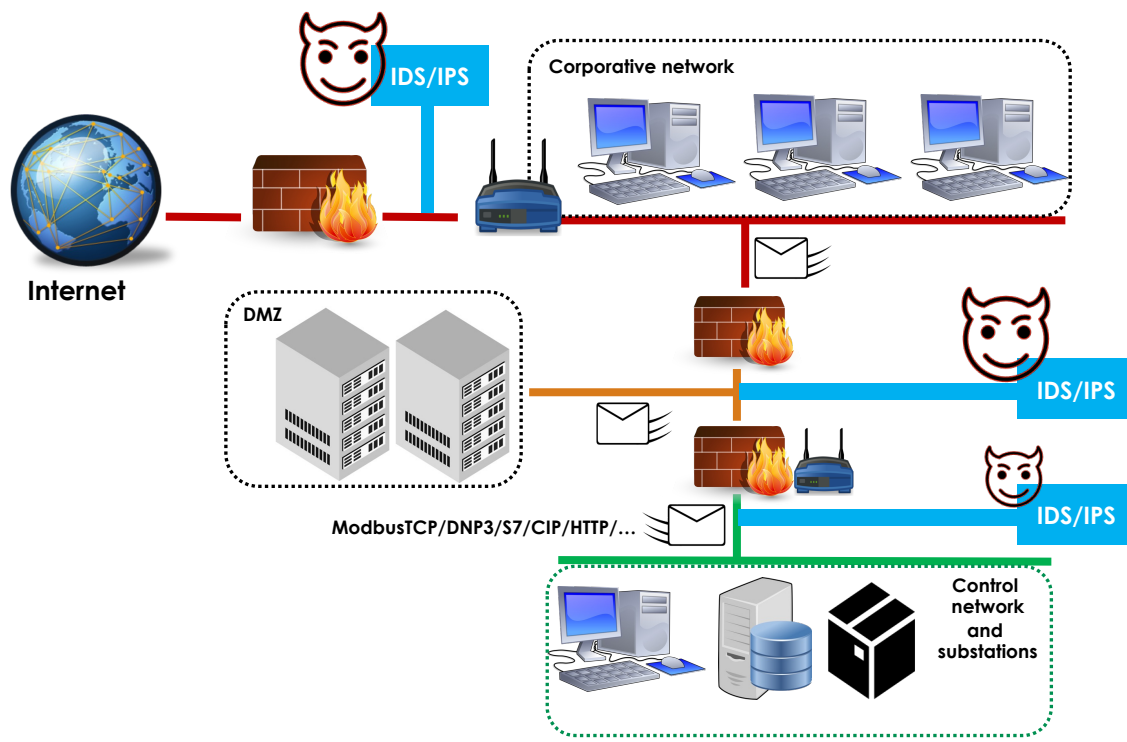 IDS/IPS
Corporative network
Internet
DMZ
IDS/IPS
IDS/IPS
ModbusTCP/DNP3/S7/CIP/HTTP/...
Control
network
and
substations